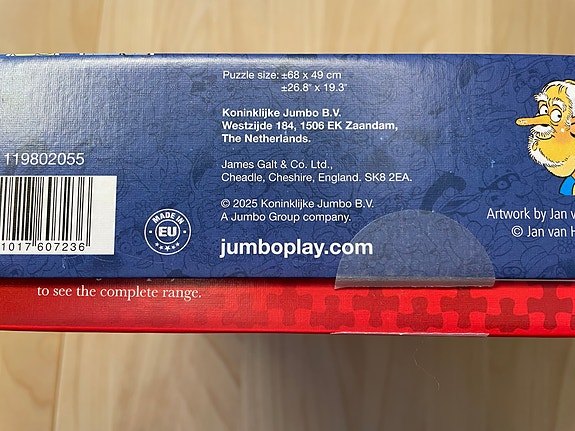 Puzzle size: ±68 x 49 cm
±26.8" x 19.3"
Koninklijke Jumbo B.V.
Westzijde 184, 1506 EK Zaandam,
The Netherlands.
119802055
James Galt & Co. Ltd.,
Cheadle, Cheshire, England. SK8 2EA.
© 2025 Koninklijke Jumbo B.V.
A Jumbo Group company.
1017 607236
MADE IN
EU
jumboplay.com
Artwork by Jan v
© Jan van H
to see the complete range.